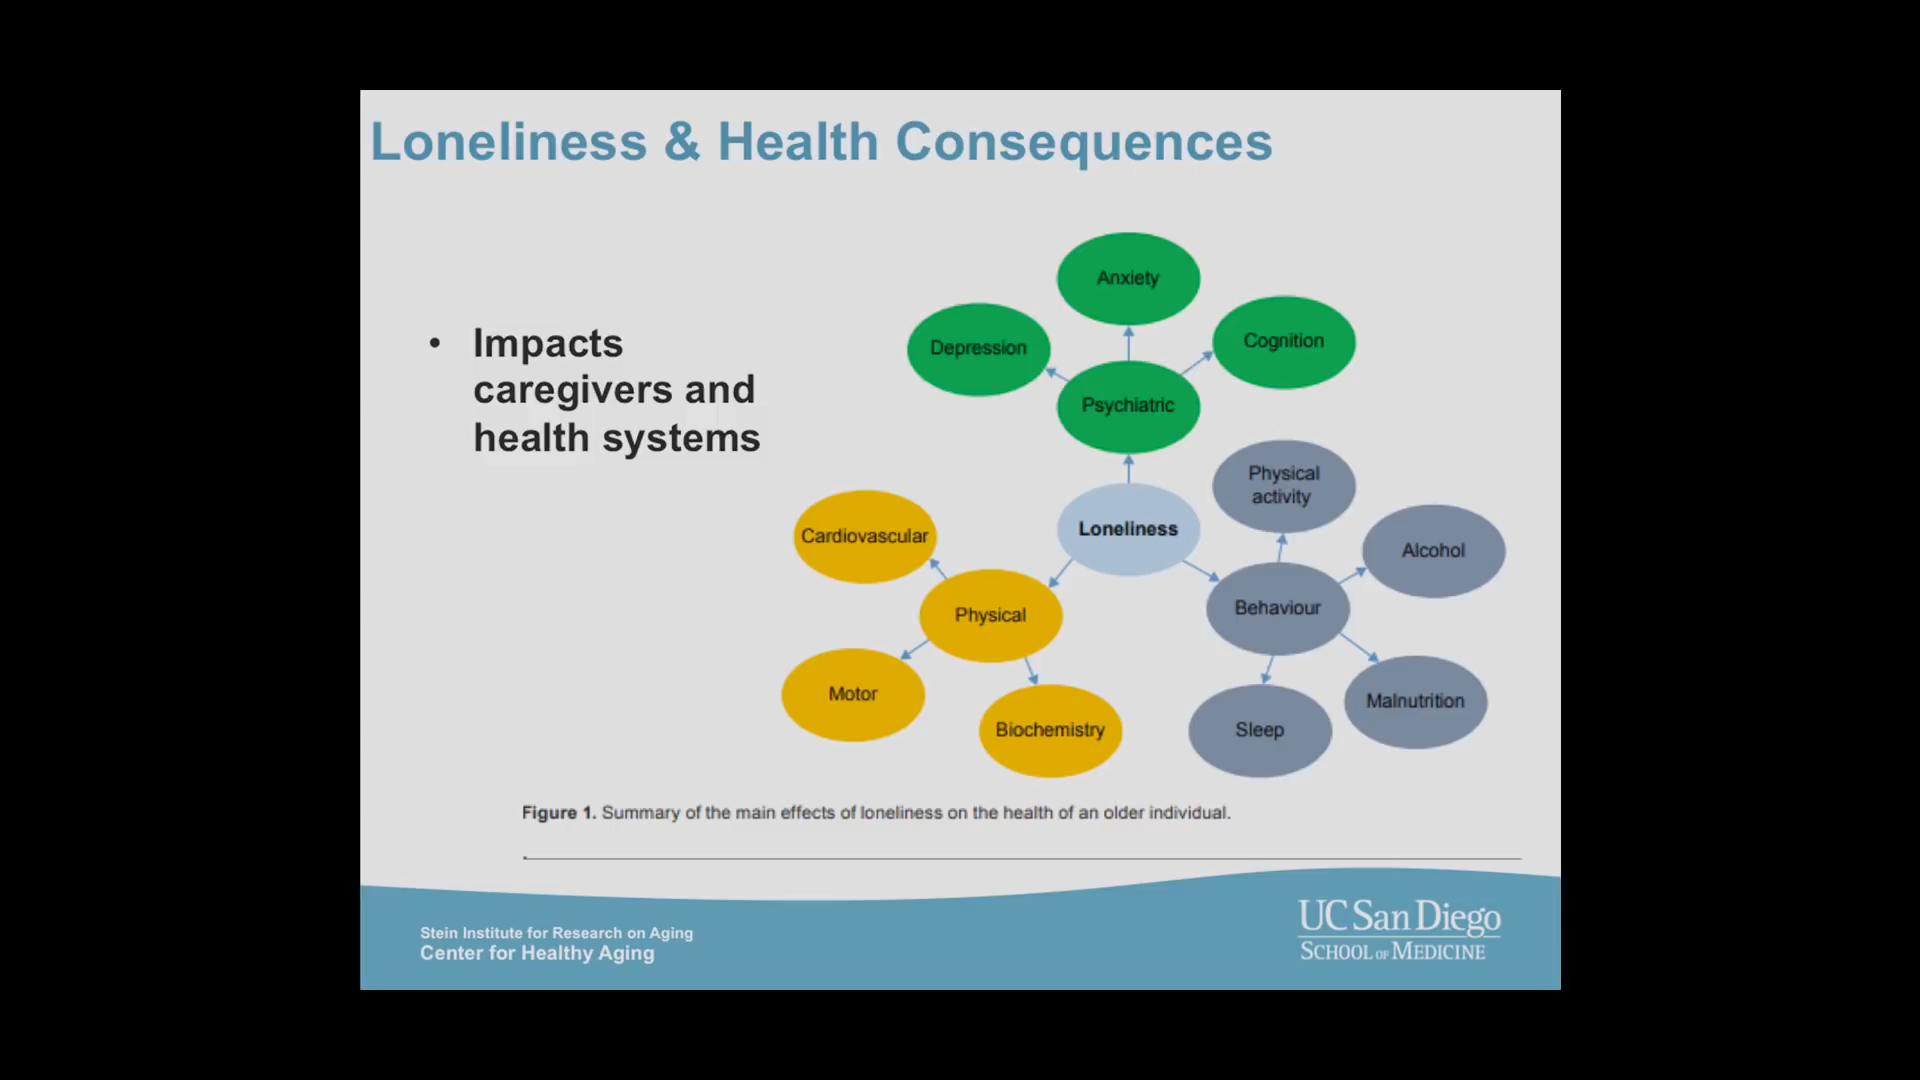 Loneliness & Health Consequences
• Impacts
caregivers and
health systems
Anxiety
Depression
Cognition
Psychiatric
Physical
activity
Cardiovascular
Loneliness
Alcohol
Physical
Behaviour
Motor
Malnutrition
Biochemistry
Sleep
Figure 1. Summary of the main effects of loneliness on the health of an older individual.
Stein Institute for Research on Aging
Center for Healthy Aging
UC San Diego
SCHOOL OF MEDICINE